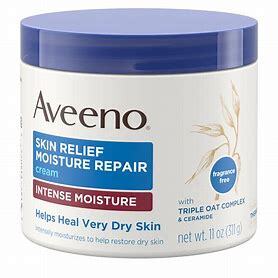 Aveeno®
SKIN RELIEF
MOISTURE REPAIR
cream
INTENSE MOISTURE
Helps Heal Very Dry Skin
intensely moisturizes to help restore dry skin
fragrance
free
with
TRIPLE OAT COMPLEX
& CERAMIDE
net wt. 11 oz (311g)